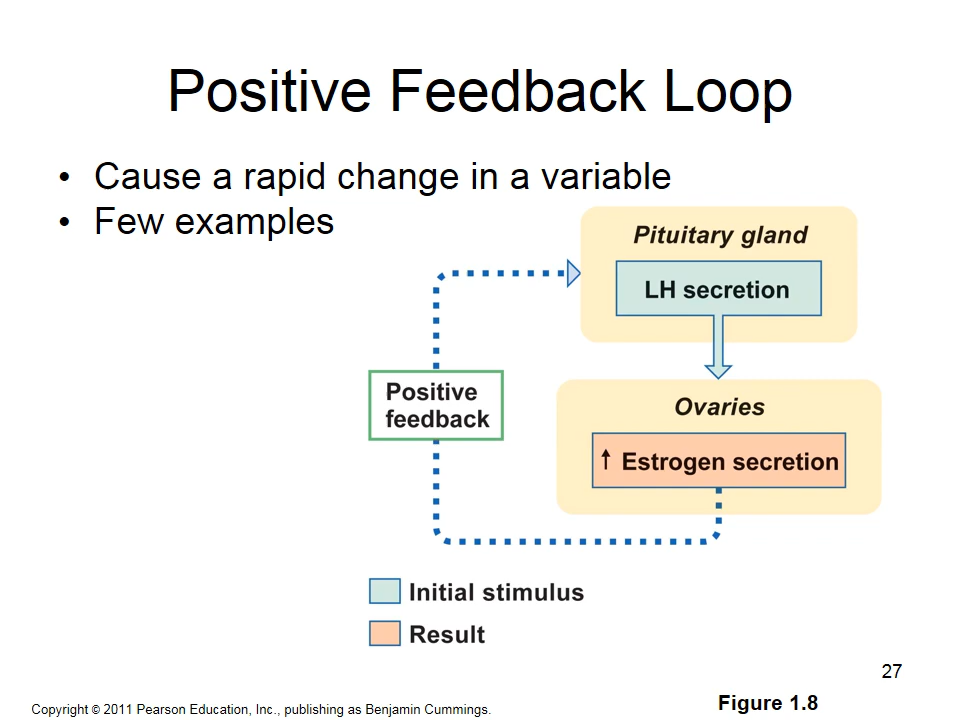 Positive Feedback Loop
• Cause a rapid change in a variable
• Few examples
Pituitary gland
LH secretion
Positive
feedback
Ovaries
↑ Estrogen secretion
Initial stimulus
Result
27
Figure 1.8
Copyright © 2011 Pearson Education, Inc., publishing as Benjamin Cummings.